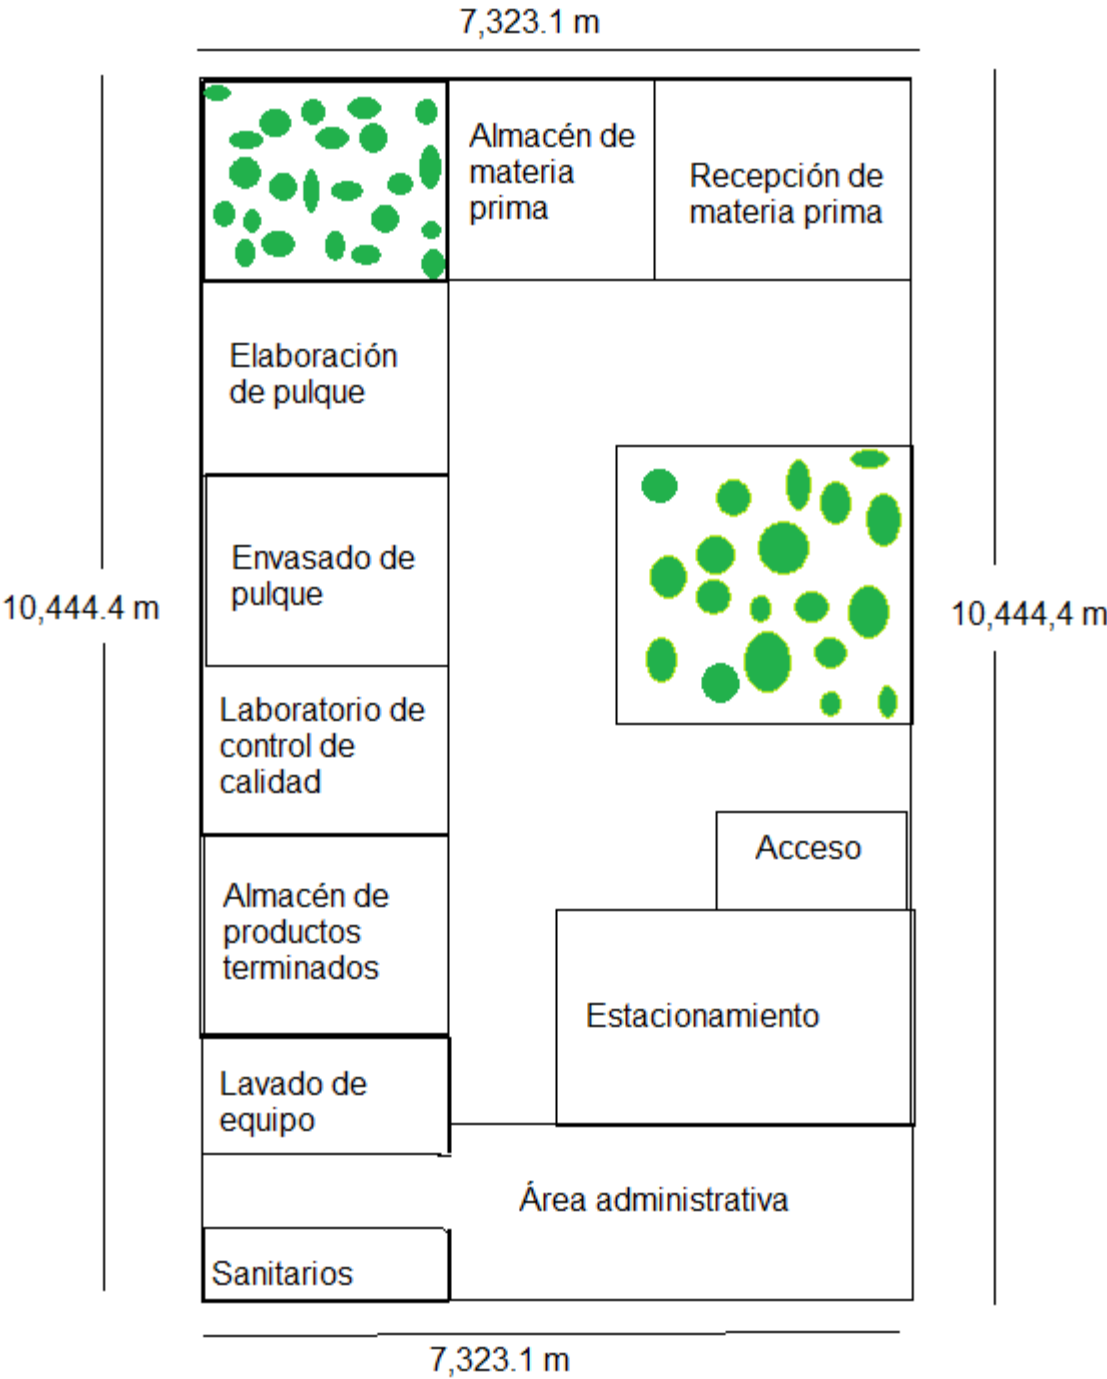 7,323.1 m
Almacén de
materia
prima
Recepción de
materia prima
Elaboración
de pulque
Envasado de
pulque
10,444.4 m
10,444,4 m
Laboratorio de
control de
calidad
Acceso
Almacén de
productos
terminados
Estacionamiento
Lavado de
equipo
Área administrativa
Sanitarios
7,323.1 m